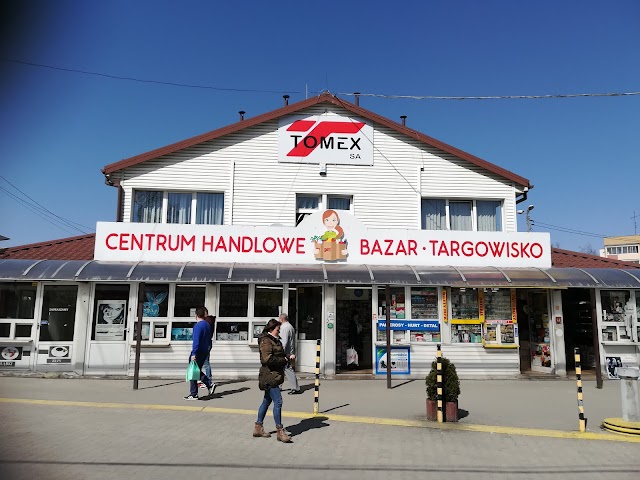 TOMEX
SA
CENTRUM HANDLOWE BAZAR · TARGOWISKO
PAPIEROSY - HURT - DETAL